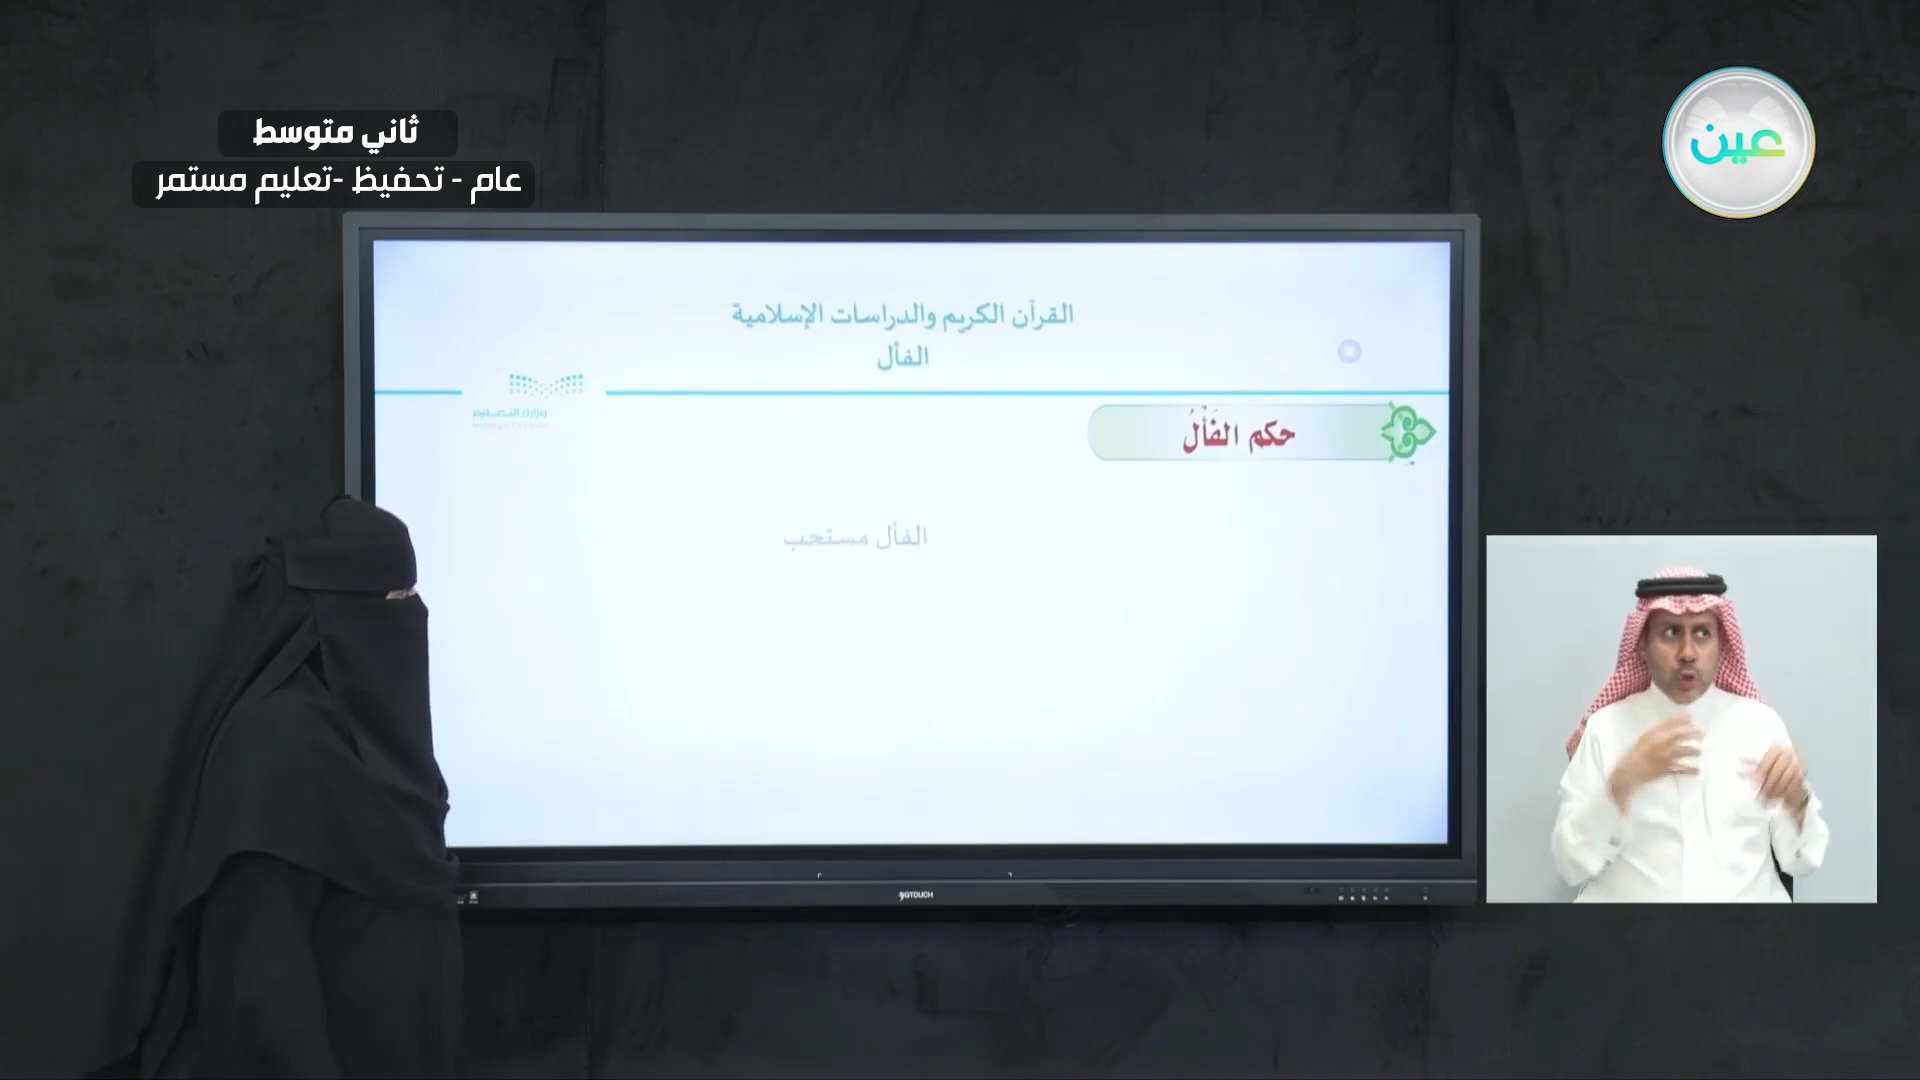 ثاني متوسط
عام - تحفيظ -تعليم مستمر
عين
القرآن الكريم والدراسات الإسلامية
الفأل
وزارة التعليم
حكم الفَأْلُ
الفأل مستحب